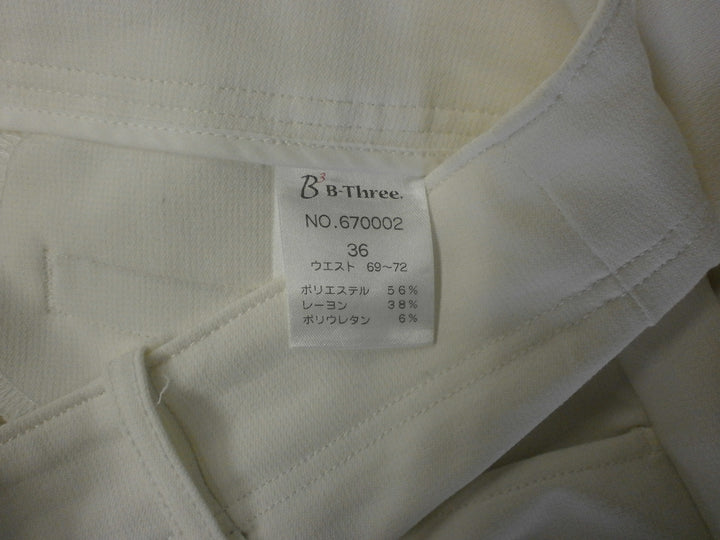 B3 B-Three.
NO.670002
36
ウエスト 69～72
ポリエステル 56%
レーヨン 38%
ポリウレタン 6%